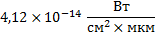 4,12 × 10⁻¹⁴ Вт / (см² × мкм)